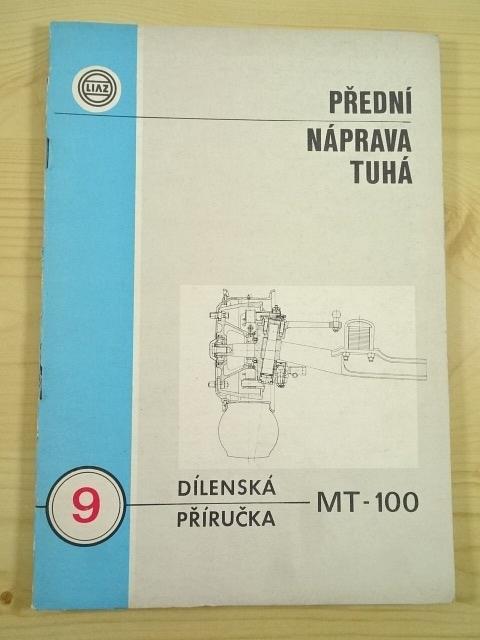 LIAZ
PŘEDNÍ
NÁPRAVA
TUHÁ
9
DÍLENSKÁ
PŘÍRUČKA
MT-100